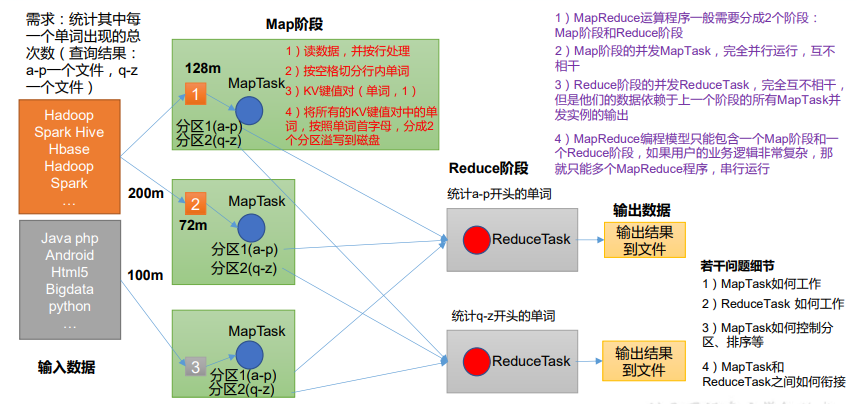 需求：统计其中每
一个单词出现的总
次数（查询结果：
a-p一个文件，q-z
一个文件）
Hadoop
Spark Hive
Hbase
Hadoop
Spark
…
200m
Java php
Android
Html5
Bigdata
python
…
100m
输入数据
Map阶段
128m
1
MapTask
分区1(a-p)
分区2(q-z)
1）读数据，并按行处理
2）按空格切分行内单词
3）KV键值对（单词，1）
4）将所有的KV键值对中的单
词，按照单词首字母，分成2
个分区溢写到磁盘
2
72m
MapTask
分区1(a-p)
分区2(q-z)
3
MapTask
分区1(a-p)
分区2(q-z)
Reduce阶段
统计a-p开头的单词
ReduceTask
统计q-z开头的单词
ReduceTask
输出数据
输出结果
到文件
输出结果
到文件
1）MapReduce运算程序一般需要分成2个阶段：
Map阶段和Reduce阶段
2）Map阶段的并发MapTask，完全并行运行，互不
相干
3）Reduce阶段的并发ReduceTask，完全互不相干，
但是他们的数据依赖于上一个阶段的所有MapTask并
发实例的输出
4）MapReduce编程模型只能包含一个Map阶段和一
个Reduce阶段，如果用户的业务逻辑非常复杂，那
就只能多个MapReduce程序，串行运行
若干问题细节
1）MapTask如何工作
2）ReduceTask 如何工作
3）MapTask如何控制分
区、排序等
4）MapTask和
ReduceTask之间如何衔接